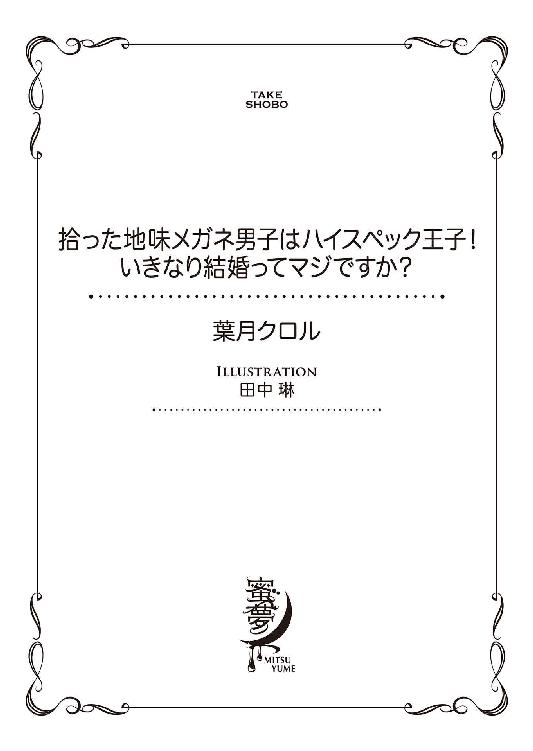 TAKE
SHOBO
拾った地味メガネ男子はハイスペック王子！
いきなり結婚ってマジですか？
葉月クロル
ILLUSTRATION
田中 琳
蜜夢
MITSU
YUME